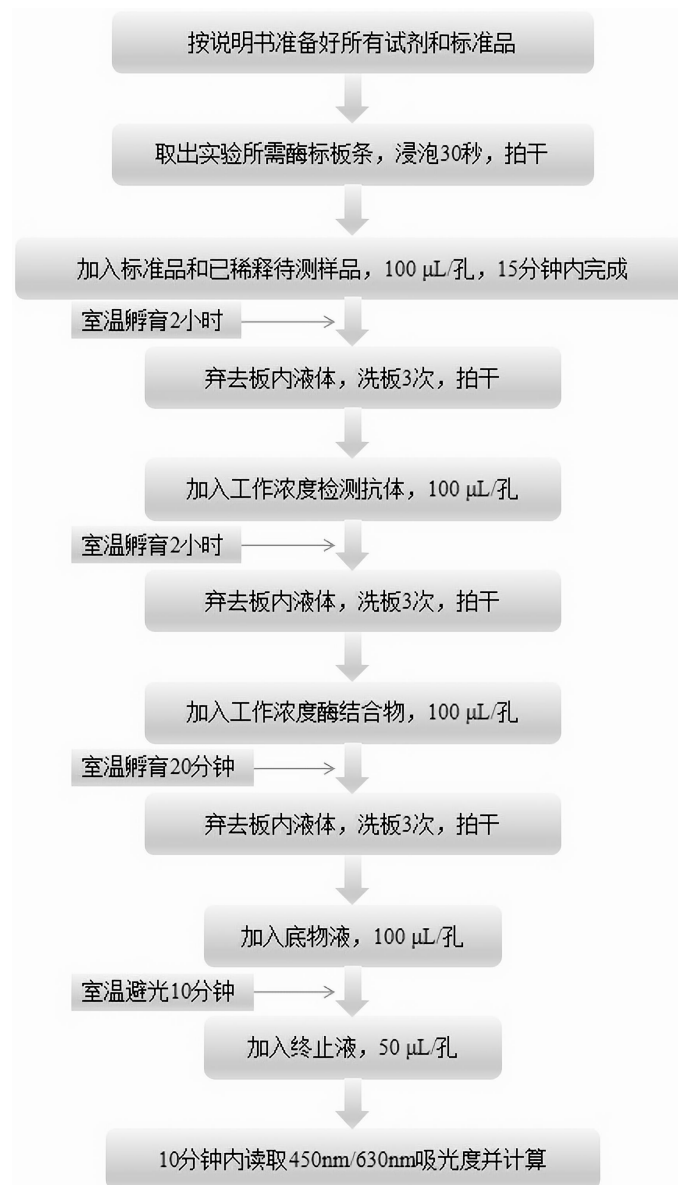 按说明书准备好所有试剂和标准品
取出实验所需酶标板条，浸泡30秒，拍干
加入标准品和已稀释待测样品，100 μL/孔，15分钟内完成
室温孵育2小时
弃去板内液体，洗板3次，拍干
加入工作浓度检测抗体，100 μL/孔
室温孵育2小时
弃去板内液体，洗板3次，拍干
加入工作浓度酶结合物，100 μL/孔
室温孵育20分钟
弃去板内液体，洗板3次，拍干
加入底物液，100 μL/孔
室温避光10分钟
加入终止液，50 μL/孔
10分钟内读取450nm/630nm吸光度并计算